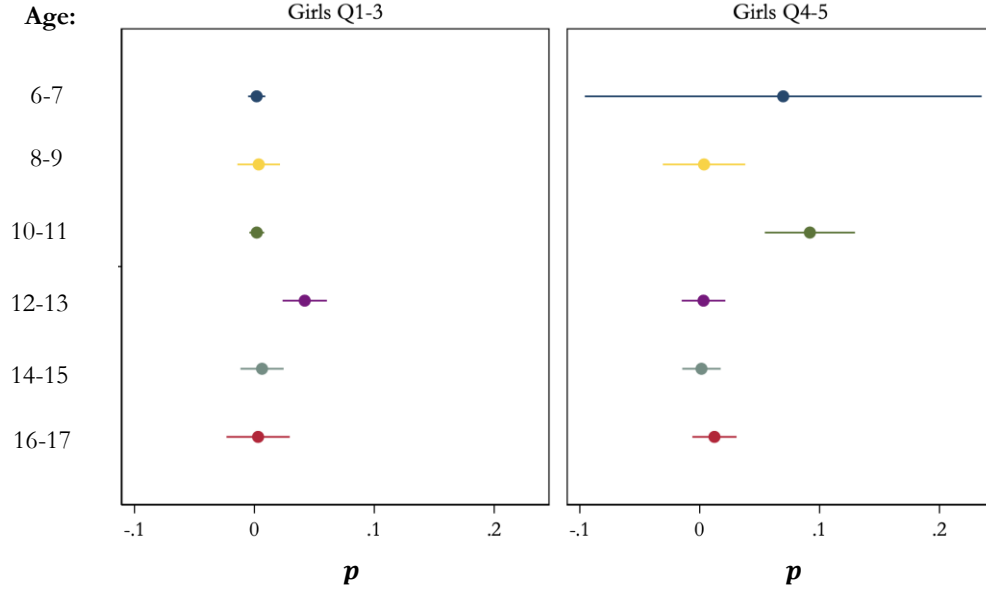 Age:
Girls Q1-3
Girls Q4-5
6-7
8-9
10-11
12-13
14-15
16-17
-.1 0 .1 .2
-.1 0 .1 .2
p
p